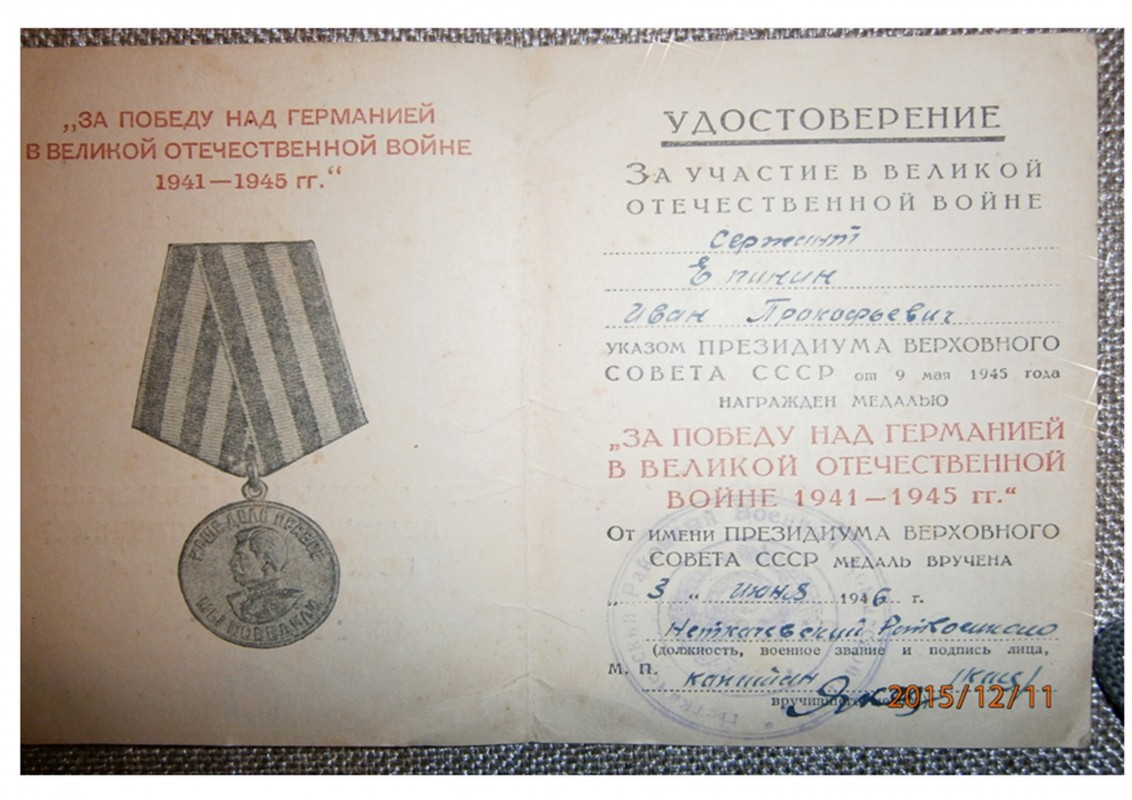 „ЗА ПОБЕДУ НАД ГЕРМАНИЕЙ
В ВЕЛИКОЙ ОТЕЧЕСТВЕННОЙ ВОЙНЕ
1941—1945 гг.“
НАШЕ ДЕЛО ПРАВОЕ
МЫ ПОБЕДИЛИ
УДОСТОВЕРЕНИЕ
ЗА УЧАСТИЕ В ВЕЛИКОЙ
ОТЕЧЕСТВЕННОЙ ВОЙНЕ
Сержант
Епинин
Иван Прокофьевич
УКАЗОМ ПРЕЗИДИУМА ВЕРХОВНОГО
СОВЕТА СССР от 9 мая 1945 года
НАГРАЖДЕН МЕДАЛЬЮ
„ЗА ПОБЕДУ НАД ГЕРМАНИЕЙ
В ВЕЛИКОЙ ОТЕЧЕСТВЕННОЙ
ВОЙНЕ 1941—1945 гг.“
ОТ ИМЕНИ ПРЕЗИДИУМА ВЕРХОВНОГО
СОВЕТА СССР МЕДАЛЬ ВРУЧЕНА
„ 3 “ июня 1946 г.
(должность, военное звание и подпись лица,
М. П.
2015/12/11